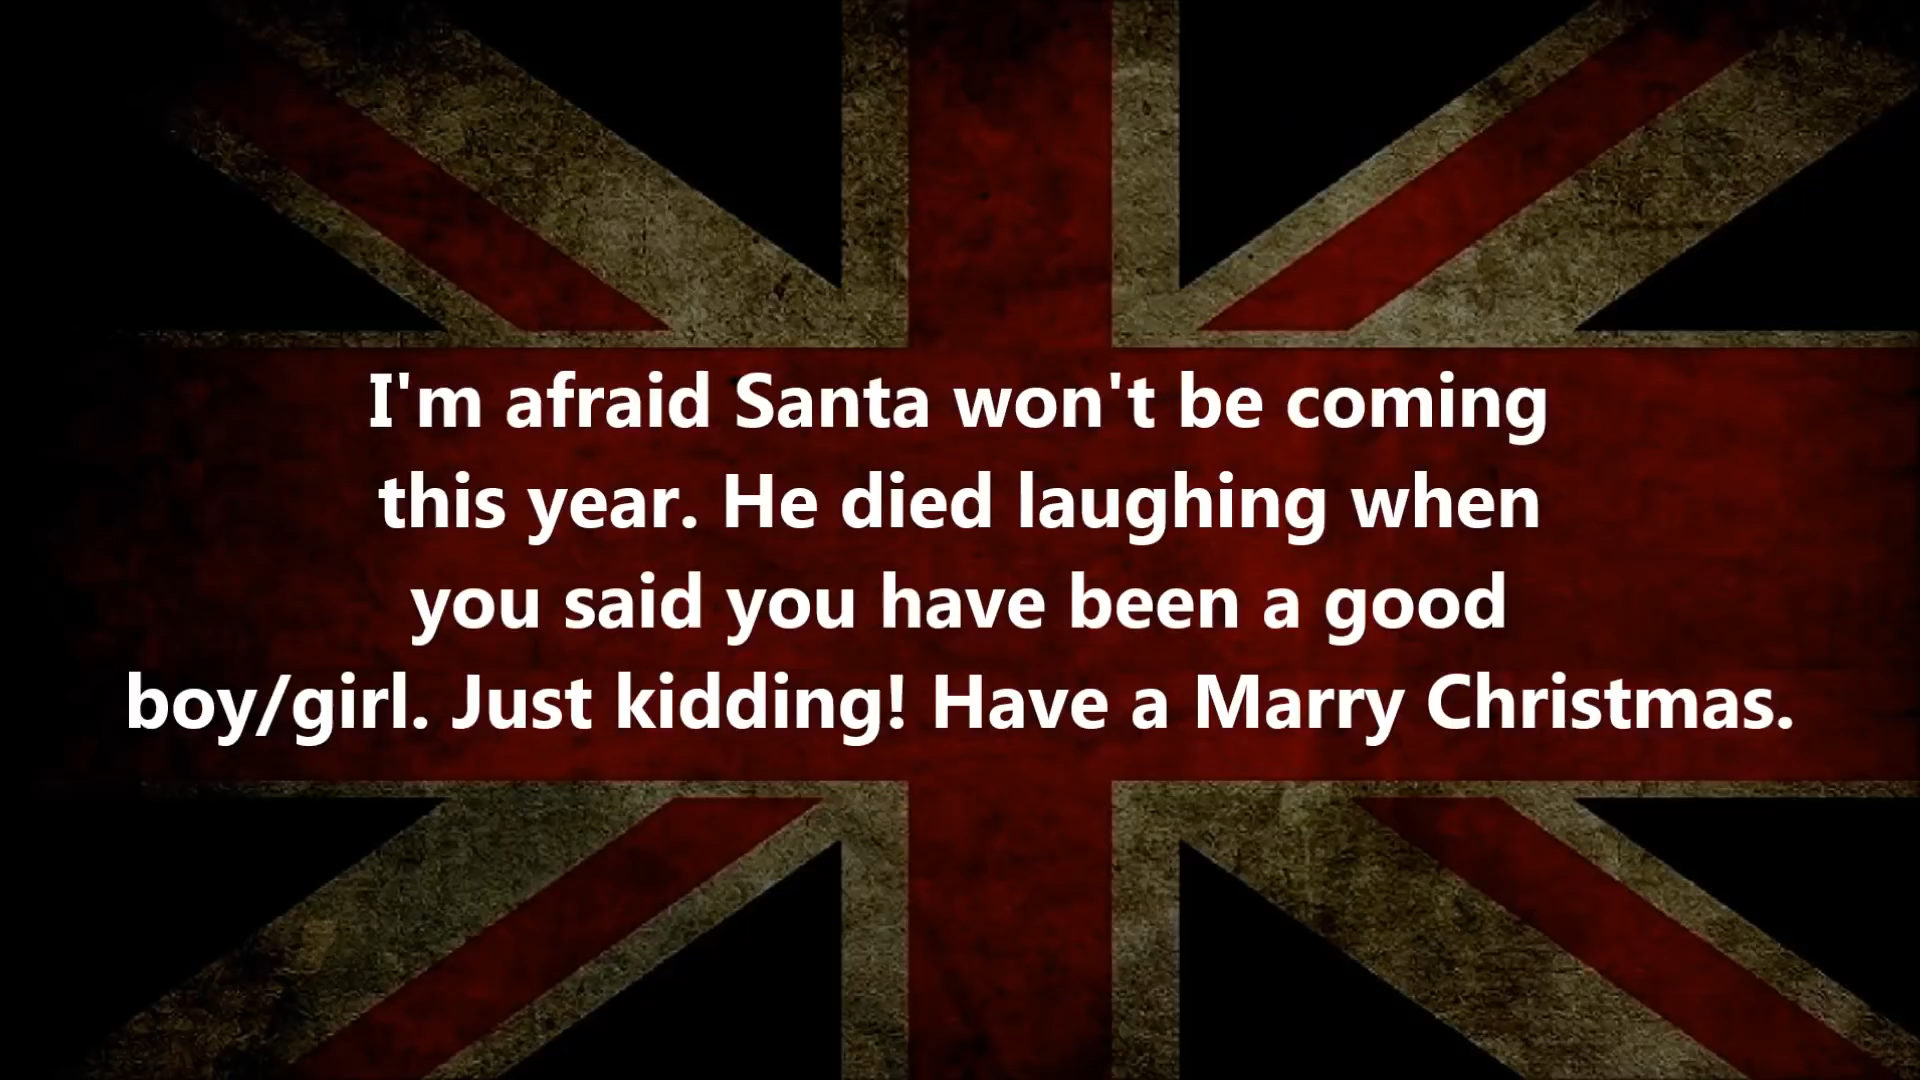 I'm afraid Santa won't be coming
this year. He died laughing when
you said you have been a good
boy/girl. Just kidding! Have a Marry Christmas.